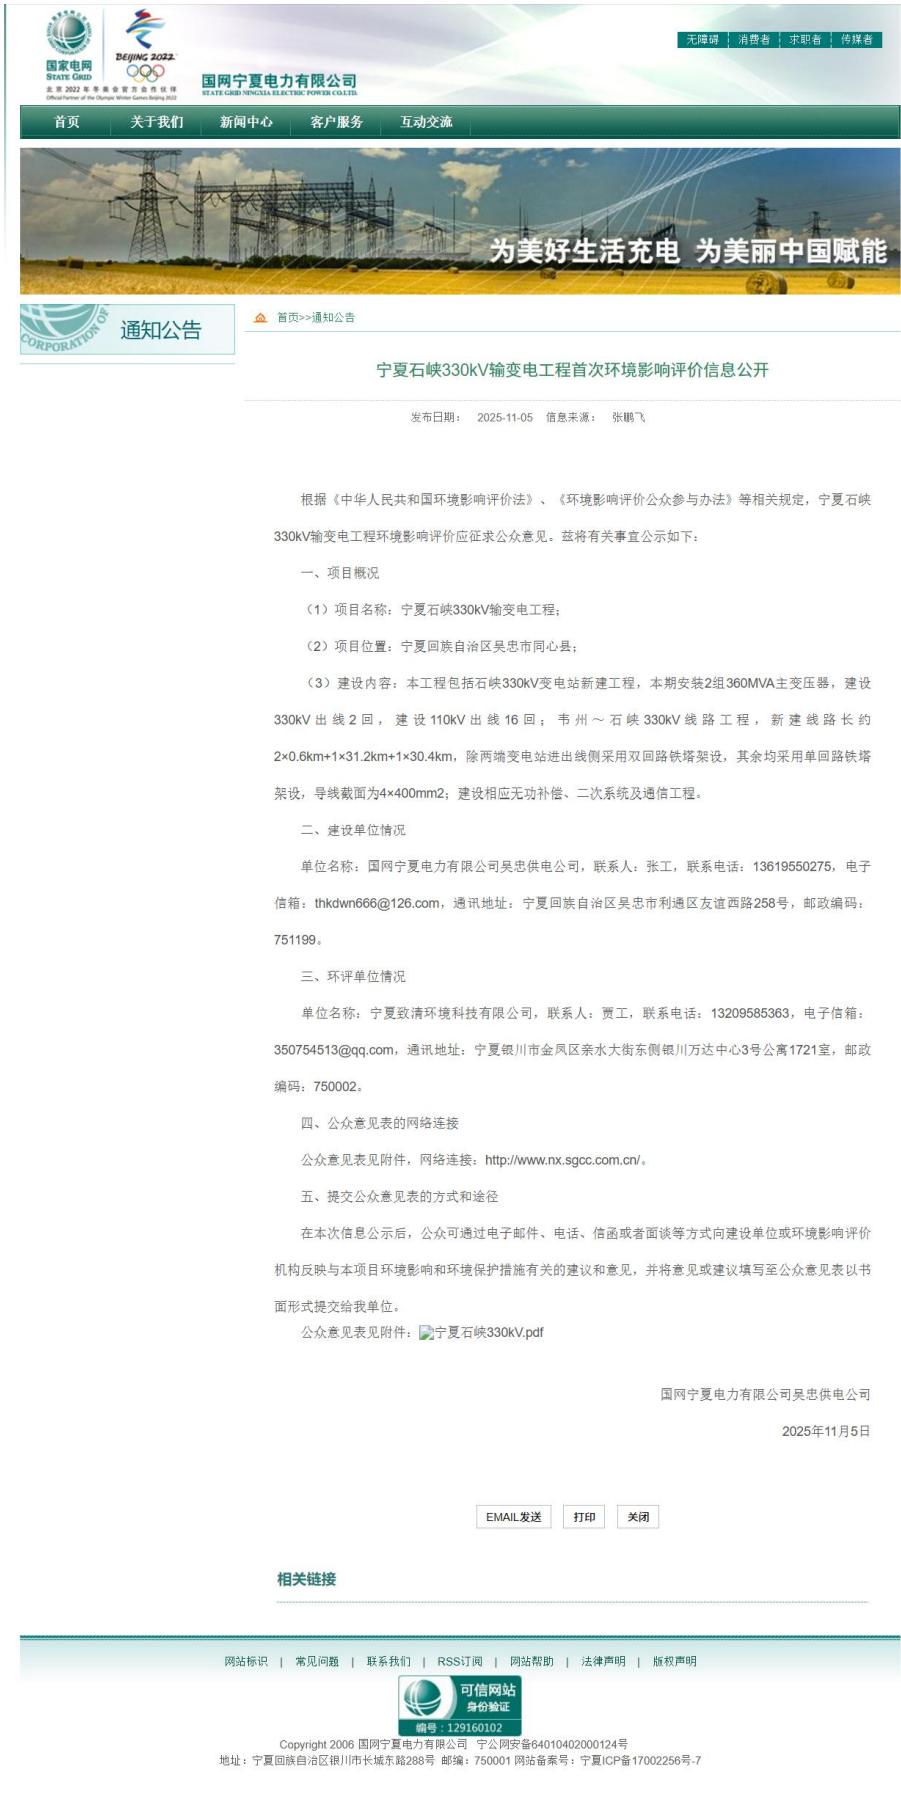 国家电网
STATE GRID
BEIJING 2022
北京2022年冬奥会官方合作伙伴
Official Partner of the Olympic Winter Games Beijing 2022
国网宁夏电力有限公司
STATE GRID NINGXIA ELECTRIC POWER CO.LTD.
无障碍 消费者 求职者 传媒者
首页 关于我们 新闻中心 客户服务 互动交流
为美好生活充电 为美丽中国赋能
CORPORATION OF
通知公告
首页>>通知公告
宁夏石峡330kV输变电工程首次环境影响评价信息公开
发布日期： 2025-11-05 信息来源： 张鹏飞
根据《中华人民共和国环境影响评价法》、《环境影响评价公众参与办法》等相关规定，宁夏石峡
330kV输变电工程环境影响评价应征求公众意见。兹将有关事宜公示如下：
一、项目概况
（1）项目名称：宁夏石峡330kV输变电工程；
（2）项目位置：宁夏回族自治区吴忠市同心县；
（3）建设内容：本工程包括石峡330kV变电站新建工程，本期安装2组360MVA主变压器，建设
330kV出线2回，建设110kV出线16回；韦州～石峡330kV线路工程，新建线路长约
2×0.6km+1×31.2km+1×30.4km，除两端变电站进出线侧采用双回路铁塔架设，其余均采用单回路铁塔
架设，导线截面为4×400mm2；建设相应无功补偿、二次系统及通信工程。
二、建设单位情况
单位名称：国网宁夏电力有限公司吴忠供电公司，联系人：张工，联系电话：13619550275，电子
信箱：thkdwn666@126.com，通讯地址：宁夏回族自治区吴忠市利通区友谊西路258号，邮政编码：
751199。
三、环评单位情况
单位名称：宁夏致清环境科技有限公司，联系人：贾工，联系电话：13209585363，电子信箱：
350754513@qq.com，通讯地址：宁夏银川市金凤区亲水大街东侧银川万达中心3号公寓1721室，邮政
编码：750002。
四、公众意见表的网络连接
公众意见表见附件，网络连接：http://www.nx.sgcc.com.cn/。
五、提交公众意见表的方式和途径
在本次信息公示后，公众可通过电子邮件、电话、信函或者面谈等方式向建设单位或环境影响评价
机构反映与本项目环境影响和环境保护措施有关的建议和意见，并将意见或建议填写至公众意见表以书
面形式提交给我单位。
公众意见表见附件：宁夏石峡330kV.pdf
国网宁夏电力有限公司吴忠供电公司
2025年11月5日
EMAIL发送 打印 关闭
相关链接
网站标识 | 常见问题 | 联系我们 | RSS订阅 | 网站帮助 | 法律声明 | 版权声明
可信网站
身份验证
编号：129160102
Copyright 2006 国网宁夏电力有限公司 宁公网安备64010402000124号
地址：宁夏回族自治区银川市长城东路288号 邮编：750001 网站备案号：宁夏ICP备17002256号-7